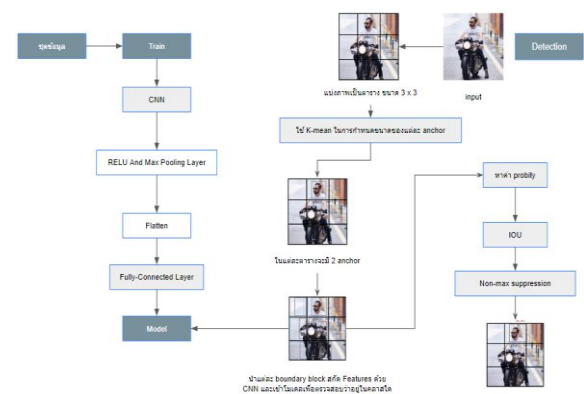 ชุดข้อมูล
Train
CNN
RELU And Max Pooling Layer
Flatten
Fully-Connected Layer
Model
Detection
input
แบ่งภาพเป็นตาราง ขนาด 3 x 3
ใช้ K-mean ในการกำหนดขนาดของแต่ละ anchor
ในแต่ละตารางจะมี 2 anchor
นำแต่ละ boundary block สกัด Features ด้วย
CNN และเข้าโมเดลเพื่อตรวจสอบว่าอยู่ในคลาสใด
หาค่า probity
IOU
Non-max suppression